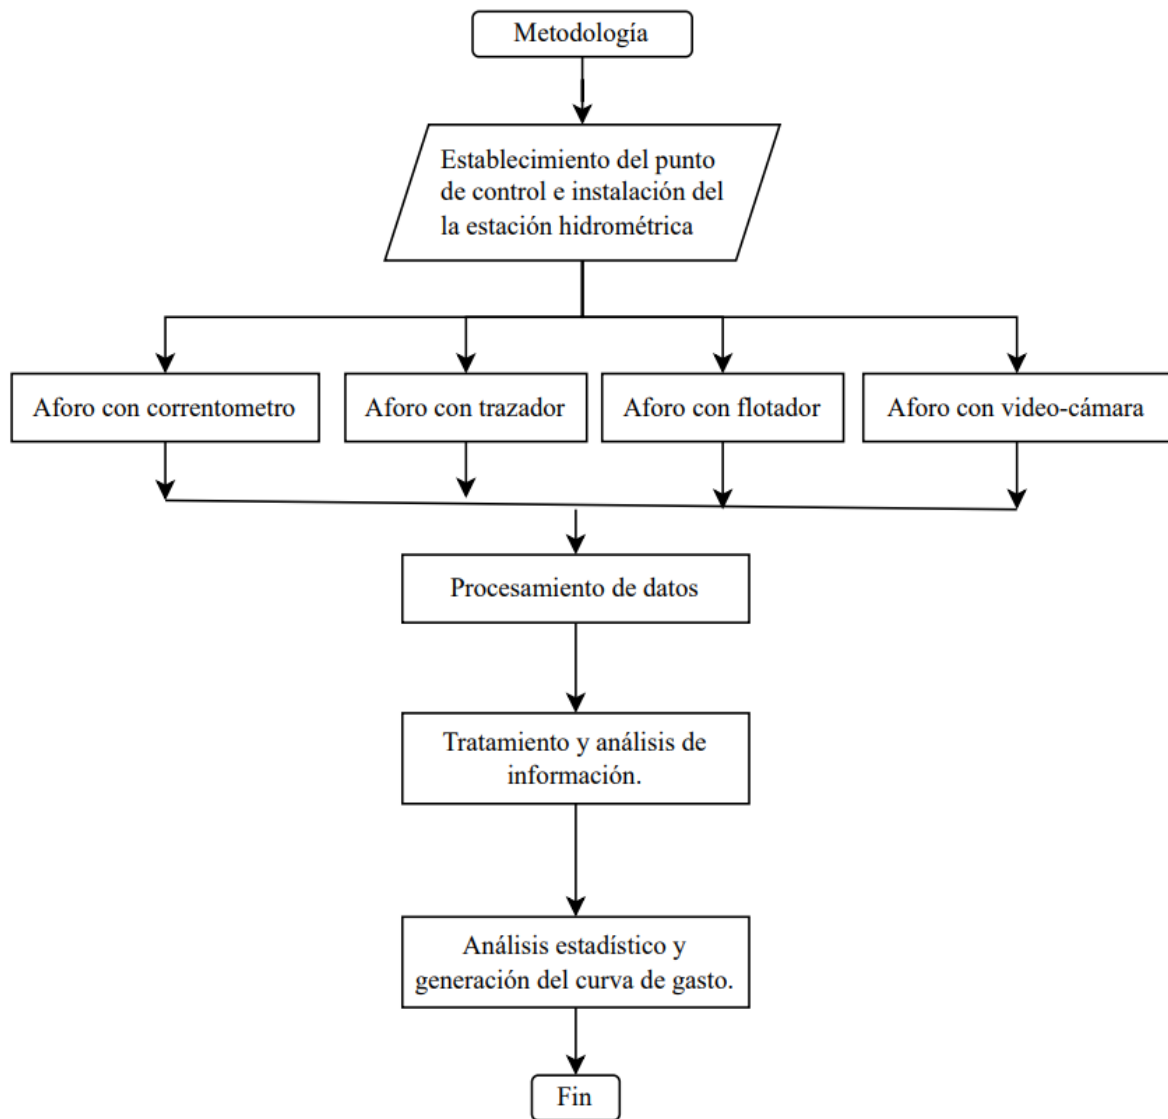 Metodología
Establecimiento del punto
de control e instalación del
la estación hidrométrica
Aforo con correntometro
Aforo con trazador
Aforo con flotador
Aforo con video-cámara
Procesamiento de datos
Tratamiento y análisis de
información.
Análisis estadístico y
generación del curva de gasto.
Fin